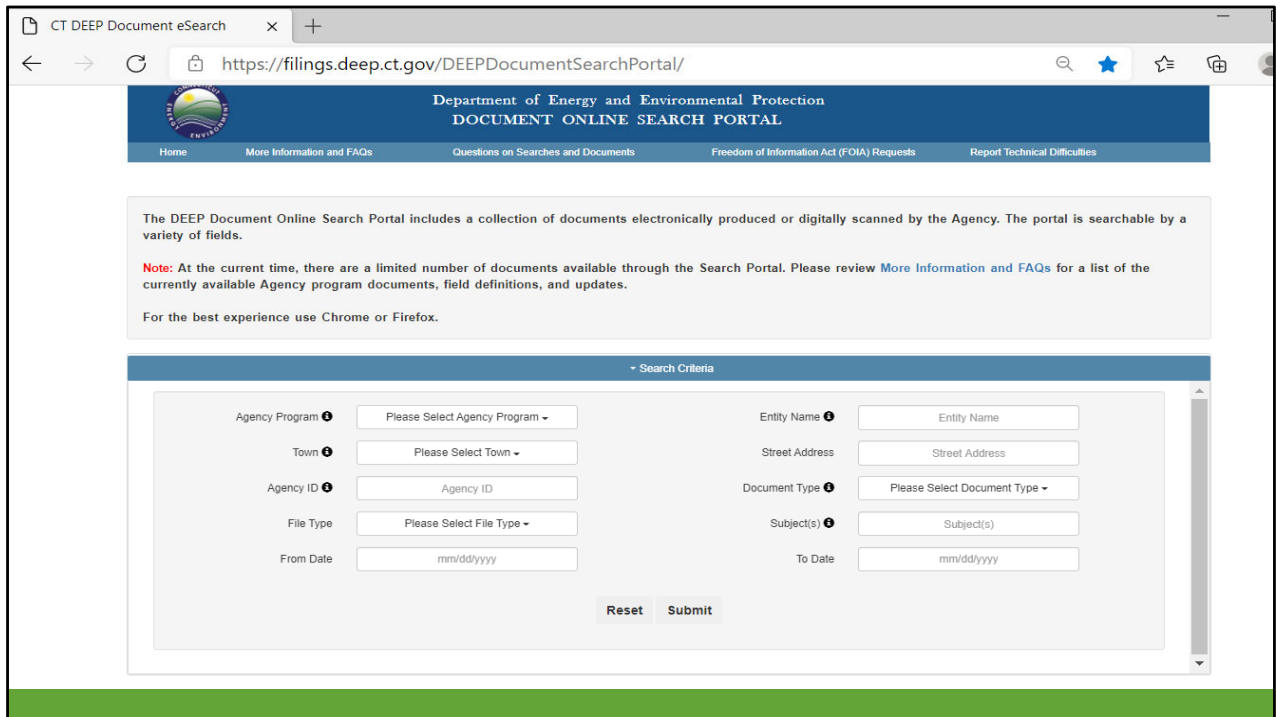 CT DEEP Document eSearch
https://filings.deep.ct.gov/DEEPDocumentSearchPortal/
CONNECTICUT
ENERGY
ENVIRONMENT
Department of Energy and Environmental Protection
DOCUMENT ONLINE SEARCH PORTAL
Home More Information and FAQs Questions on Searches and Documents Freedom of Information Act (FOIA) Requests Report Technical Difficulties
The DEEP Document Online Search Portal includes a collection of documents electronically produced or digitally scanned by the Agency. The portal is searchable by a
variety of fields.
Note: At the current time, there are a limited number of documents available through the Search Portal. Please review More Information and FAQs for a list of the
currently available Agency program documents, field definitions, and updates.
For the best experience use Chrome or Firefox.
Search Criteria
Agency Program Please Select Agency Program Entity Name Entity Name
Town Please Select Town Street Address Street Address
Agency ID Agency ID Document Type Please Select Document Type
File Type Please Select File Type Subject(s) Subject(s)
From Date mm/dd/yyyy To Date mm/dd/yyyy
Reset Submit